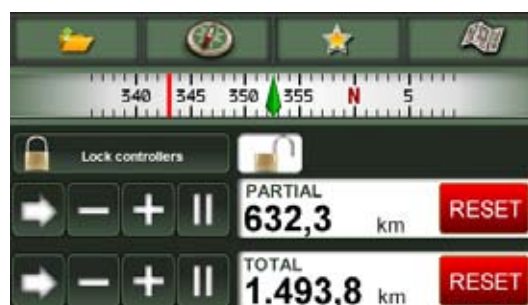 340 345 350 355 N 5
Lock controllers
PARTIAL
632,3 km RESET
TOTAL
1.493,8 km RESET